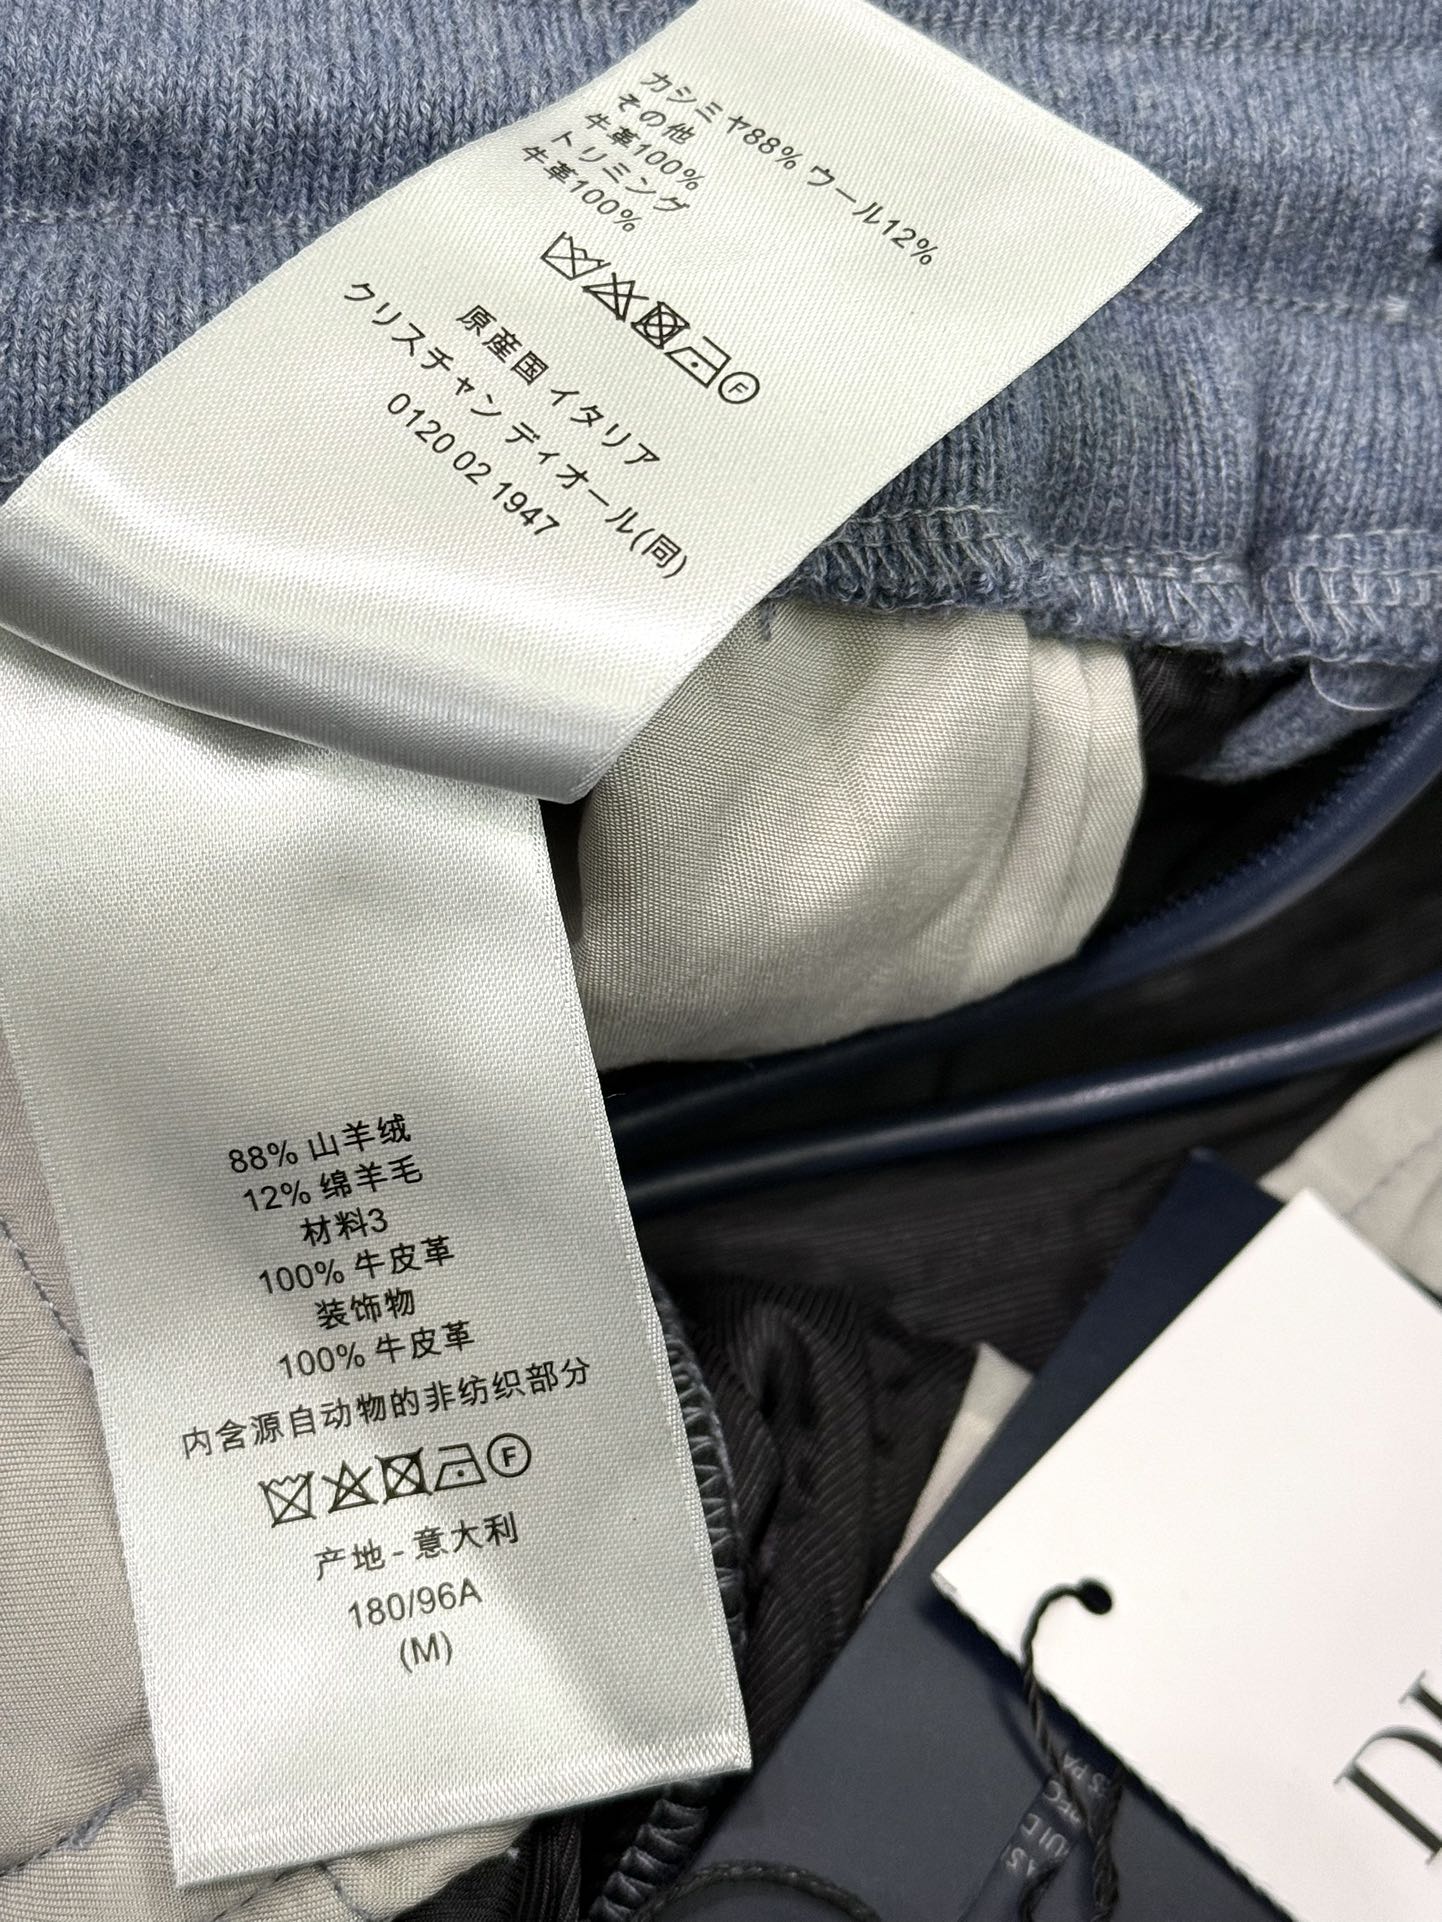 カシミヤ88% ウール12%
その他
牛革100%
トリミング
牛革100%
F
原産国 イタリア
クリスチャン ディオール(同)
0120 02 1947
88% 山羊绒
12% 绵羊毛
材料3
100% 牛皮革
装饰物
100% 牛皮革
内含源自动物的非纺织部分
F
产地 - 意大利
180/96A
(M)